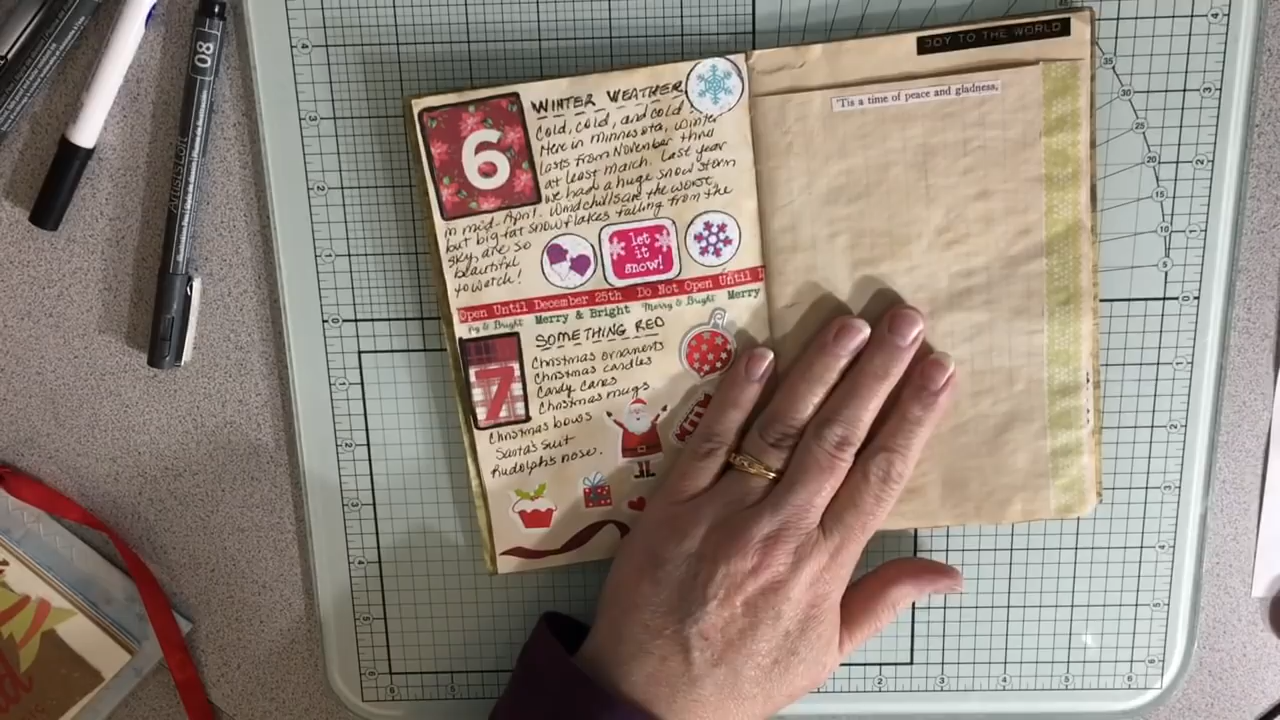 08
Artist's Loft
JOY TO THE WORLD
'Tis a time of peace and gladness,
6
WINTER WEATHER
Cold, cold, and cold!
Here in Minnesota, winter
lasts from November thru
at least March. Last year
we had a huge snow storm
in mid-April. Windchills are the worst,
but big fat snowflakes falling from the
sky are so
beautiful
to watch!
let
it
snow!
Open Until December 25th Do Not Open Until
Merry & Bright Merry & Bright Merry
7
SOMETHING RED
Christmas ornaments
Christmas candles
Candy canes
Christmas mugs
Christmas bows
Santa's suit
Rudolph's nose.